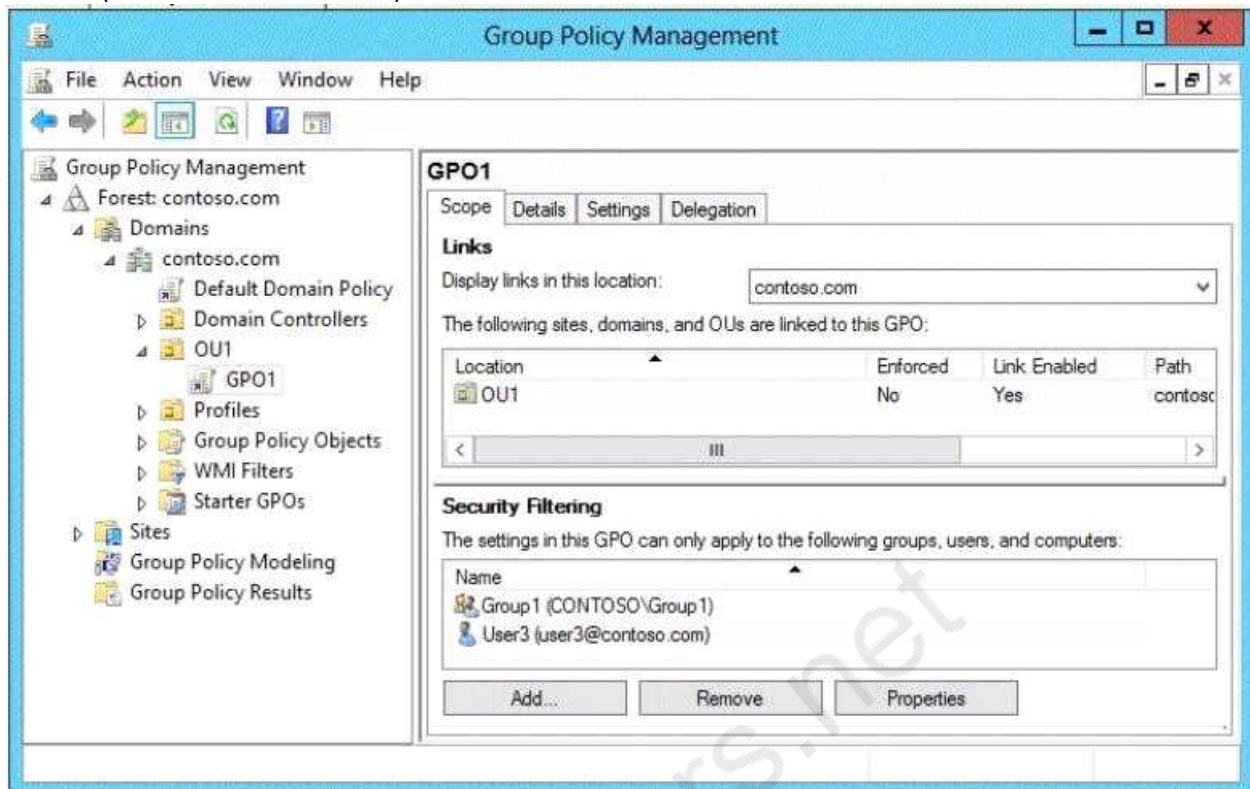 Group Policy Management
File Action View Window Help
Group Policy Management
Forest: contoso.com
Domains
contoso.com
Default Domain Policy
Domain Controllers
OU1
GPO1
Profiles
Group Policy Objects
WMI Filters
Starter GPOs
Sites
Group Policy Modeling
Group Policy Results
GPO1
Scope Details Settings Delegation
Links
Display links in this location: contoso.com
The following sites, domains, and OUs are linked to this GPO:
Location Enforced Link Enabled Path
OU1 No Yes contosc
Security Filtering
The settings in this GPO can only apply to the following groups, users, and computers:
Name
Group1 (CONTOSO\Group1)
User3 (user3@contoso.com)
Add... Remove Properties
rs.net